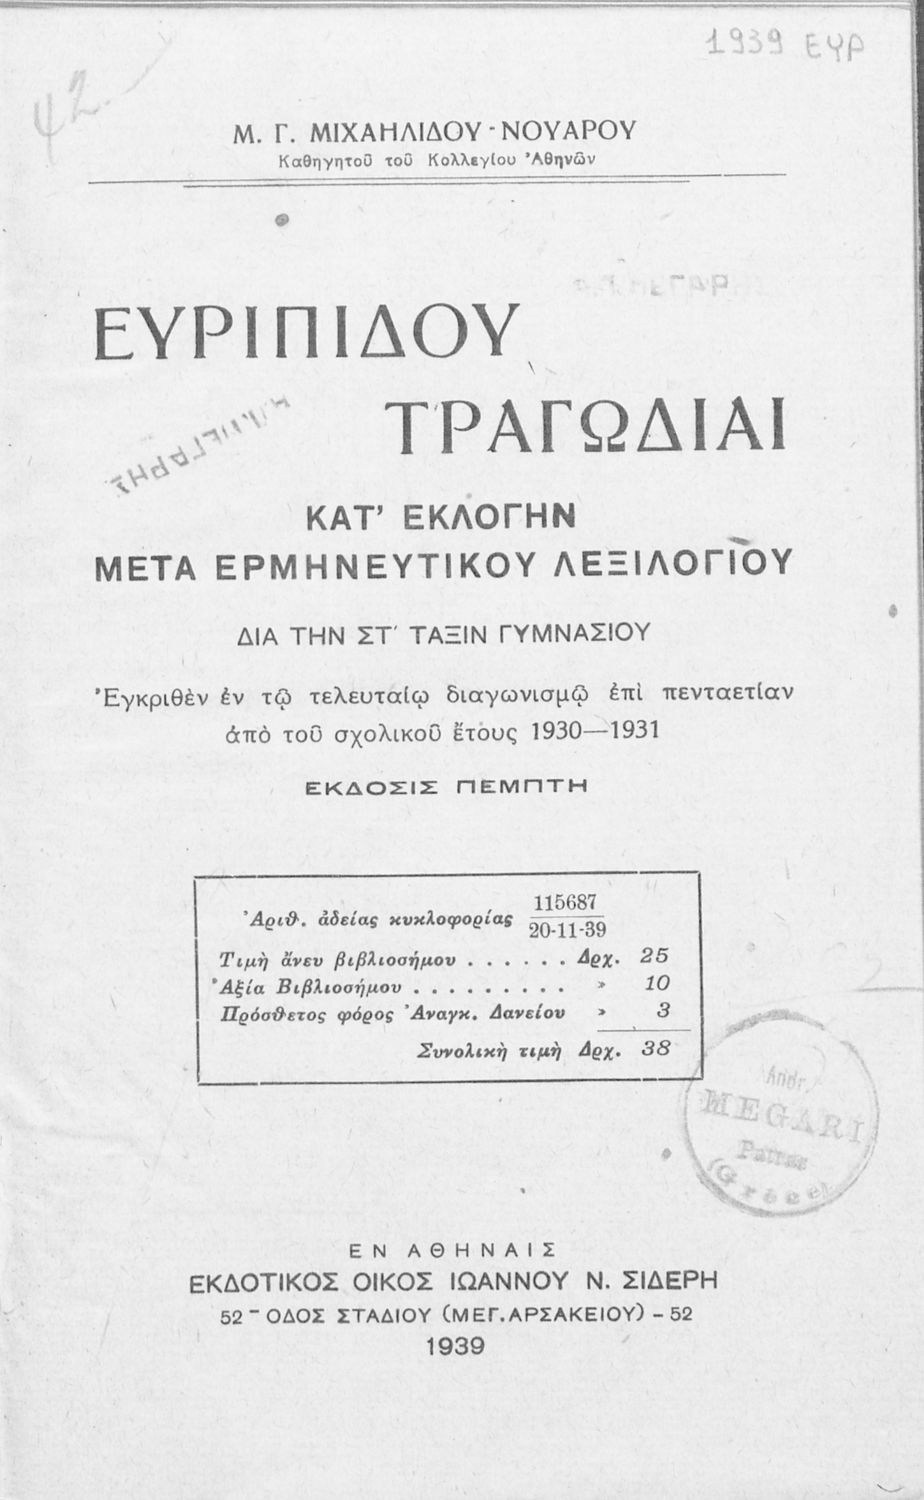 1939 ΕΥΡ
42.
Μ. Γ. ΜΙΧΑΗΛΙΔΟΥ - ΝΟΥΑΡΟΥ
Καθηγητοῦ τοῦ Κολλεγίου Ἀθηνῶν
ΕΥΡΙΠΙΔΟΥ
ΤΡΑΓΩΔΙΑΙ
ΚΑΤ’ ΕΚΛΟΓΗΝ
ΜΕΤΑ ΕΡΜΗΝΕΥΤΙΚΟΥ ΛΕΞΙΛΟΓΙΟΥ
ΔΙΑ ΤΗΝ ΣΤ΄ ΤΑΞΙΝ ΓΥΜΝΑΣΙΟΥ
Ἐγκριθὲν ἐν τῷ τελευταίῳ διαγωνισμῷ ἐπὶ πενταετίαν
ἀπὸ τοῦ σχολικοῦ ἔτους 1930—1931
ΕΚΔΟΣΙΣ ΠΕΜΠΤΗ
Ἀριθ. ἀδείας κυκλοφορίας 115687
20-11-39
Τιμὴ ἄνευ βιβλιοσήμου . . . . . . Δρχ. 25
Ἀξία Βιβλιοσήμου . . . . . . . . . » 10
Πρόσθετος φόρος Ἀναγκ. Δανείου » 3
Συνολικὴ τιμὴ Δρχ. 38
Andr.
MEGARI
Patras
(Grèce)
ΕΝ ΑΘΗΝΑΙΣ
ΕΚΔΟΤΙΚΟΣ ΟΙΚΟΣ ΙΩΑΝΝΟΥ Ν. ΣΙΔΕΡΗ
52 - ΟΔΟΣ ΣΤΑΔΙΟΥ (ΜΕΓ. ΑΡΣΑΚΕΙΟΥ) - 52
1939